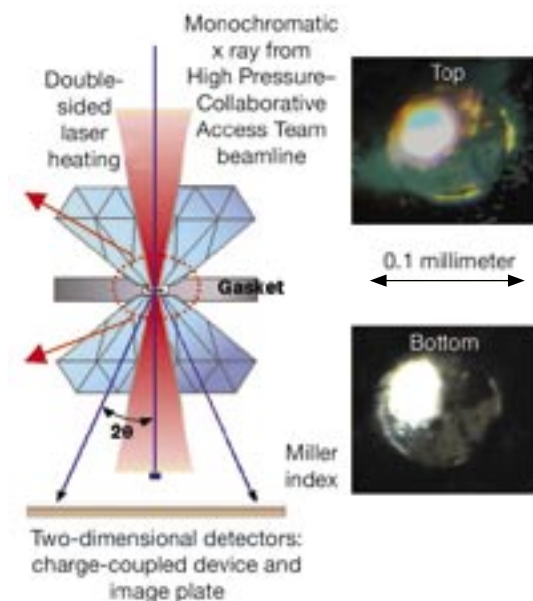 Double-
sided
laser
heating
Monochromatic
x ray from
High Pressure–
Collaborative
Access Team
beamline
Top
0.1 millimeter
Gasket
Bottom
2θ
Miller
index
Two-dimensional detectors:
charge-coupled device and
image plate